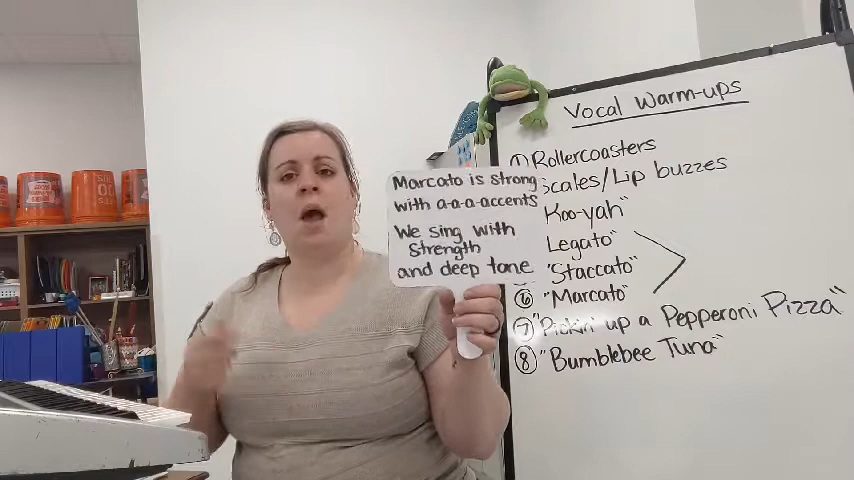 Marcato is strong
with a-a-a-accents
We sing with
Strength
and deep tone
Vocal Warm-ups
① Rollercoasters
Scales/Lip buzzes
Koo-yah"
Legato"
"Staccato"
⑥ "Marcato"
⑦ "Pickin' up a Pepperoni Pizza"
⑧ "Bumblebee Tuna"